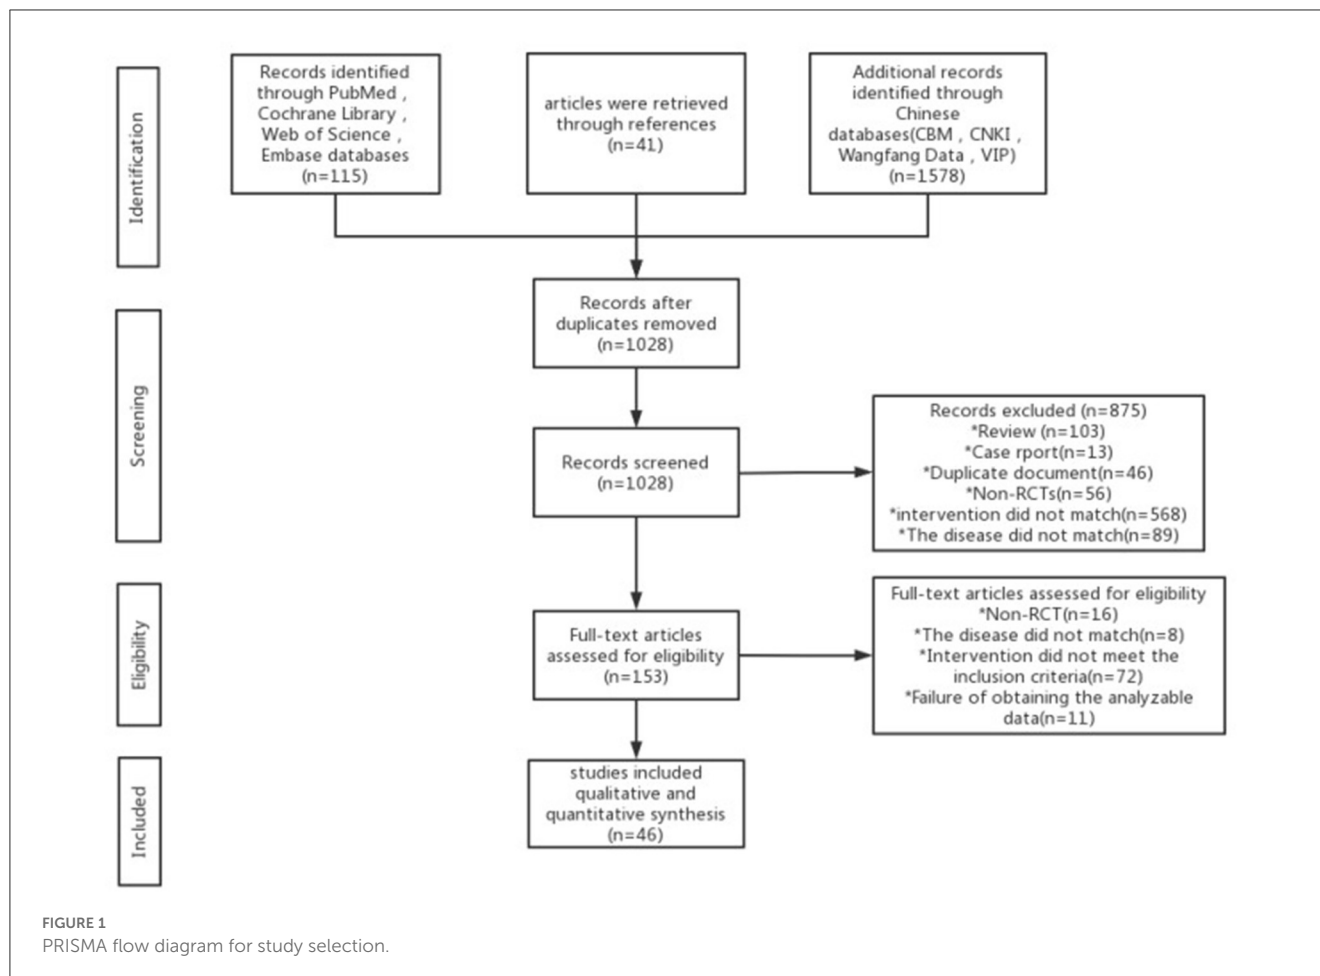 Identification
Records identified
through PubMed ,
Cochrane Library ,
Web of Science ,
Embase databases
(n=115)
articles were retrieved
through references
(n=41)
Additional records
identified through
Chinese
databases(CBM , CNKI ,
Wangfang Data , VIP)
(n=1578)
Screening
Records after
duplicates removed
(n=1028)
Records screened
(n=1028)
Records excluded (n=875)
*Review (n=103)
*Case rport(n=13)
*Duplicate document(n=46)
*Non-RCTs(n=56)
*intervention did not match(n=568)
*The disease did not match(n=89)
Eligibility
Full-text articles
assessed for eligibility
(n=153)
Full-text articles assessed for eligibility
*Non-RCT(n=16)
*The disease did not match(n=8)
*Intervention did not meet the
inclusion criteria(n=72)
*Failure of obtaining the analyzable
data(n=11)
Included
studies included
qualitative and
quantitative synthesis
(n=46)
FIGURE 1
PRISMA flow diagram for study selection.